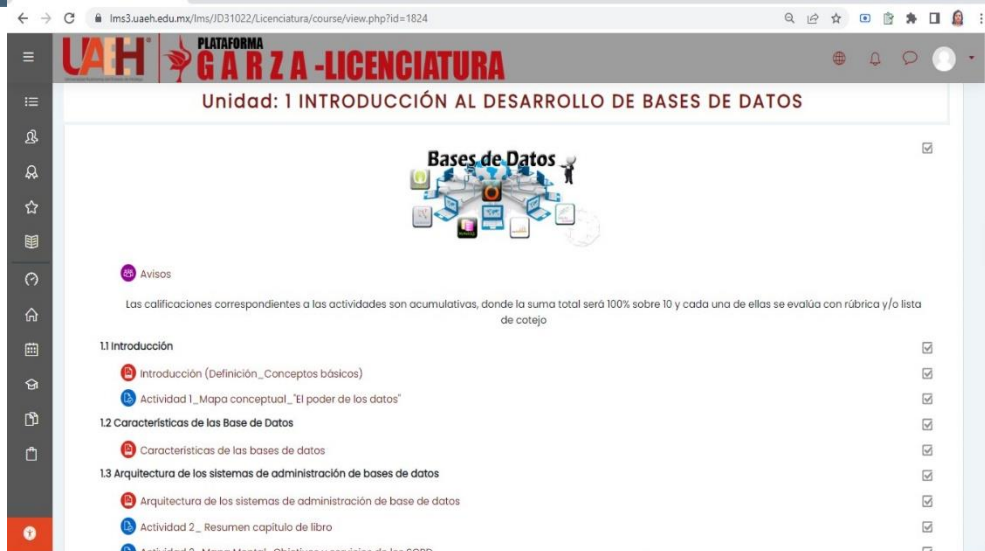 lms3.uaeh.edu.mx/lms/JD31022/Licenciatura/course/view.php?id=1824
UAEH
PLATAFORMA
GARZA -LICENCIATURA
Unidad: 1 INTRODUCCIÓN AL DESARROLLO DE BASES DE DATOS
Bases de Datos
Avisos
Las calificaciones correspondientes a las actividades son acumulativas, donde la suma total será 100% sobre 10 y cada una de ellas se evalúa con rúbrica y/o lista
de cotejo
1.1 Introducción
Introducción (Definición_Conceptos básicos)
Actividad 1_Mapa conceptual_"El poder de los datos"
1.2 Características de las Base de Datos
Características de las bases de datos
1.3 Arquitectura de los sistemas de administración de bases de datos
Arquitectura de los sistemas de administración de base de datos
Actividad 2_ Resumen capítulo de libro